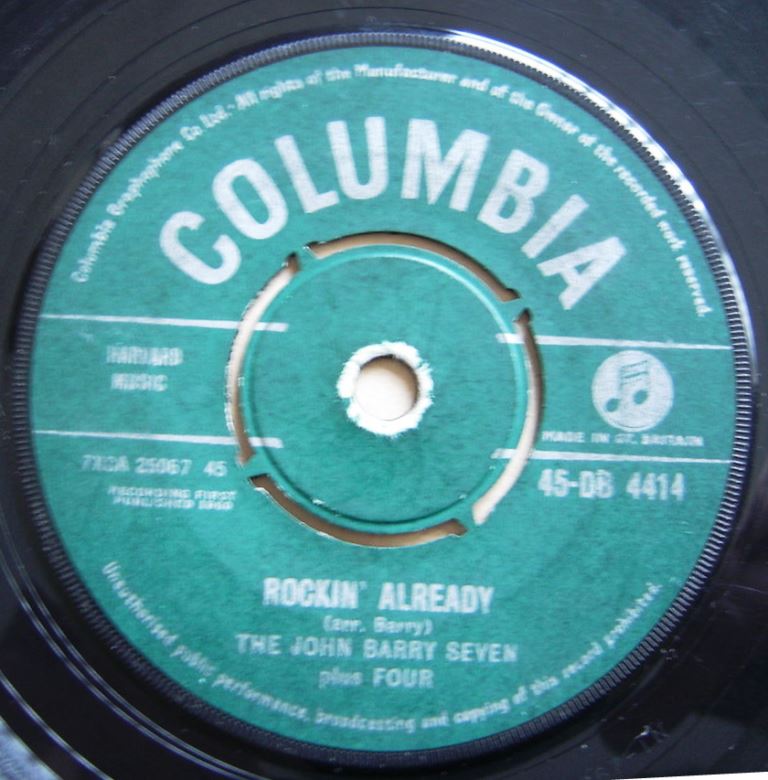 Columbia Graphophone Co Ltd. - All rights of the Manufacturer and of the Owner of the recorded work reserved.
COLUMBIA
HARVARD
MUSIC
MADE IN GT. BRITAIN
7XCA 25067 45
45-DB 4414
RECORDING FIRST
PUBLISHED 1960
ROCKIN' ALREADY
(arr. Barry)
THE JOHN BARRY SEVEN
plus FOUR
Unauthorised public performance, broadcasting and copying of this record prohibited.